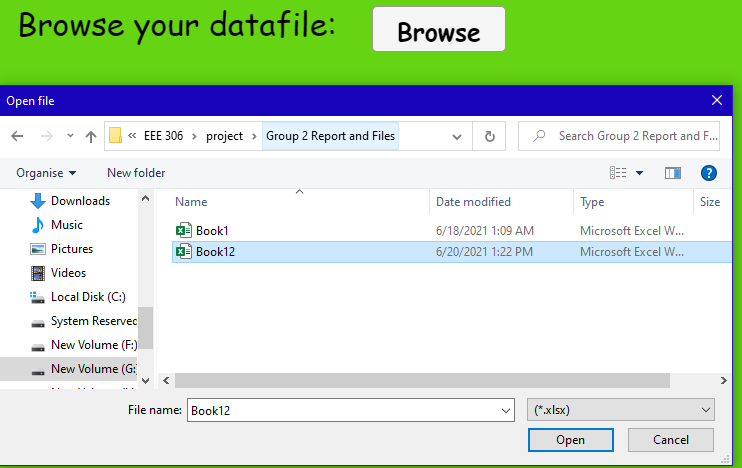 Browse your datafile:
Browse
Open file
« EEE 306 > project > Group 2 Report and Files
Search Group 2 Report and F...
Organise
New folder
Downloads
Music
Pictures
Videos
Local Disk (C:)
System Reserved
New Volume (F:)
New Volume (G:
Name
Date modified
Type
Size
Book1
6/18/2021 1:09 AM
Microsoft Excel W...
Book12
6/20/2021 1:22 PM
Microsoft Excel W...
File name:
Book12
(*.xlsx)
Open
Cancel